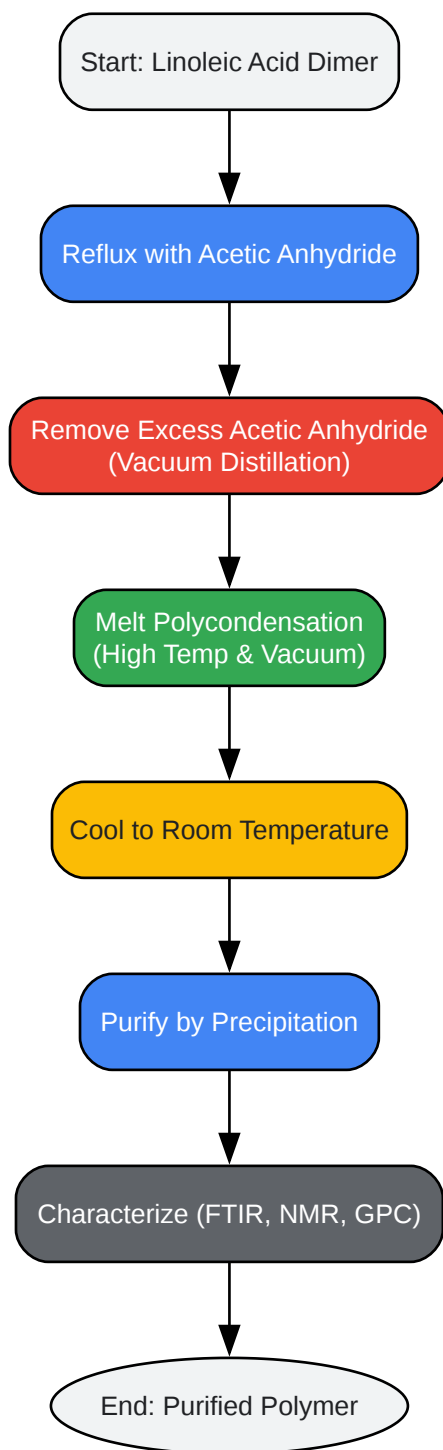 Start: Linoleic Acid Dimer
Reflux with Acetic Anhydride
Remove Excess Acetic Anhydride
(Vacuum Distillation)
Melt Polycondensation
(High Temp & Vacuum)
Cool to Room Temperature
Purify by Precipitation
Characterize (FTIR, NMR, GPC)
End: Purified Polymer